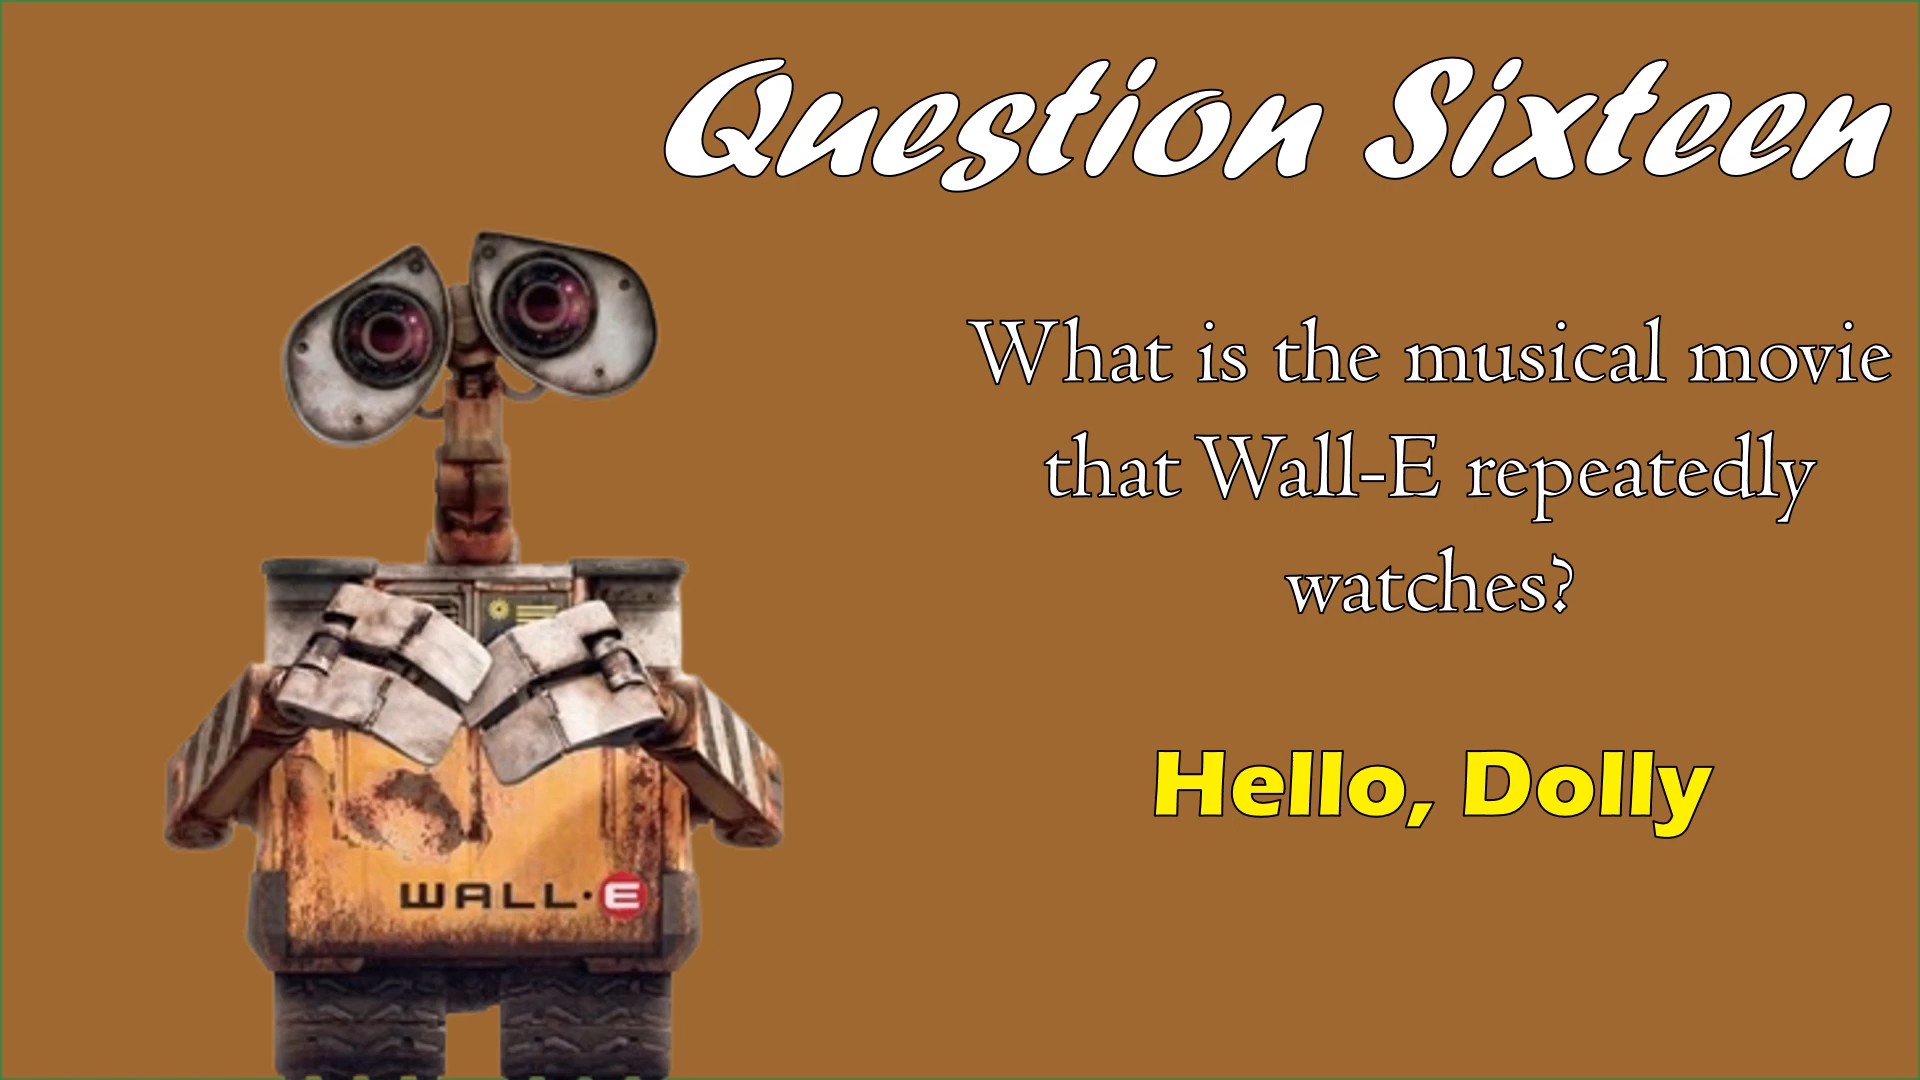 Question Sixteen
What is the musical movie
that Wall-E repeatedly
watches?
Hello, Dolly
WALL·E